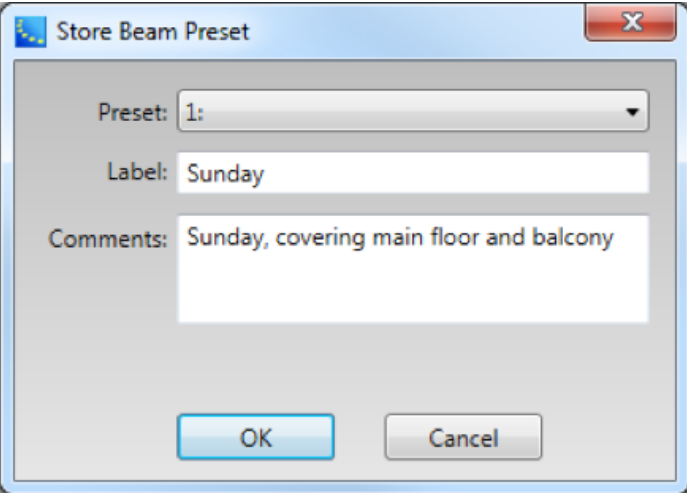 Store Beam Preset
Preset: 1:
Label: Sunday
Comments: Sunday, covering main floor and balcony
OK Cancel